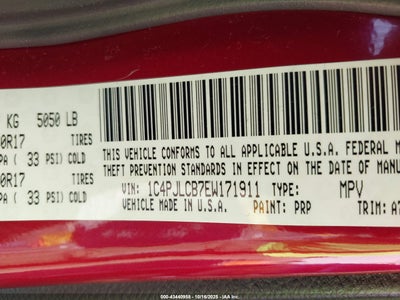 KG 5050 LB
0R17 TIRES
PA ( 33 PSI) COLD
0R17 TIRES
PA ( 33 PSI) COLD
THIS VEHICLE CONFORMS TO ALL APPLICABLE U.S.A. FEDERAL M
THEFT PREVENTION STANDARDS IN EFFECT ON THE DATE OF MANU
VIN: 1C4PJLCB7EW171911 TYPE: MPV
VEHICLE MADE IN U.S.A. PAINT: PRP TRIM: A7
000-43440958 - 10/16/2025 - IAA, Inc